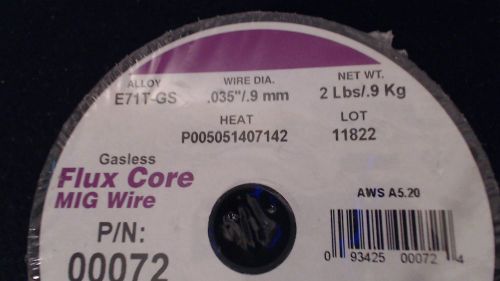 ALLOY WIRE DIA. NET WT.
E71T-GS .035"/.9 mm 2 Lbs/.9 Kg
HEAT LOT
P005051407142 11822
Gasless
Flux Core
MIG Wire
AWS A5.20
P/N:
00072
0 93425 00072 4